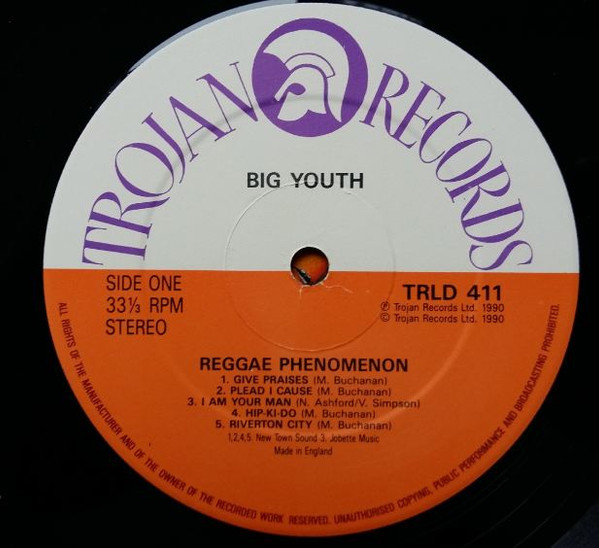 TROJAN RECORDS
BIG YOUTH
SIDE ONE
33⅓ RPM
STEREO
TRLD 411
℗ Trojan Records Ltd. 1990
© Trojan Records Ltd. 1990
REGGAE PHENOMENON
1. GIVE PRAISES (M. Buchanan)
2. PLEAD I CAUSE (M. Buchanan)
3. I AM YOUR MAN (N. Ashford/V. Simpson)
4. HIP-KI-DO (M. Buchanan)
5. RIVERTON CITY (M. Buchanan)
1,2,4,5. New Town Sound 3. Jobette Music
Made in England
ALL RIGHTS OF THE MANUFACTURER AND OF THE OWNER OF THE RECORDED WORK RESERVED. UNAUTHORISED COPYING, PUBLIC PERFORMANCE AND BROADCASTING PROHIBITED.